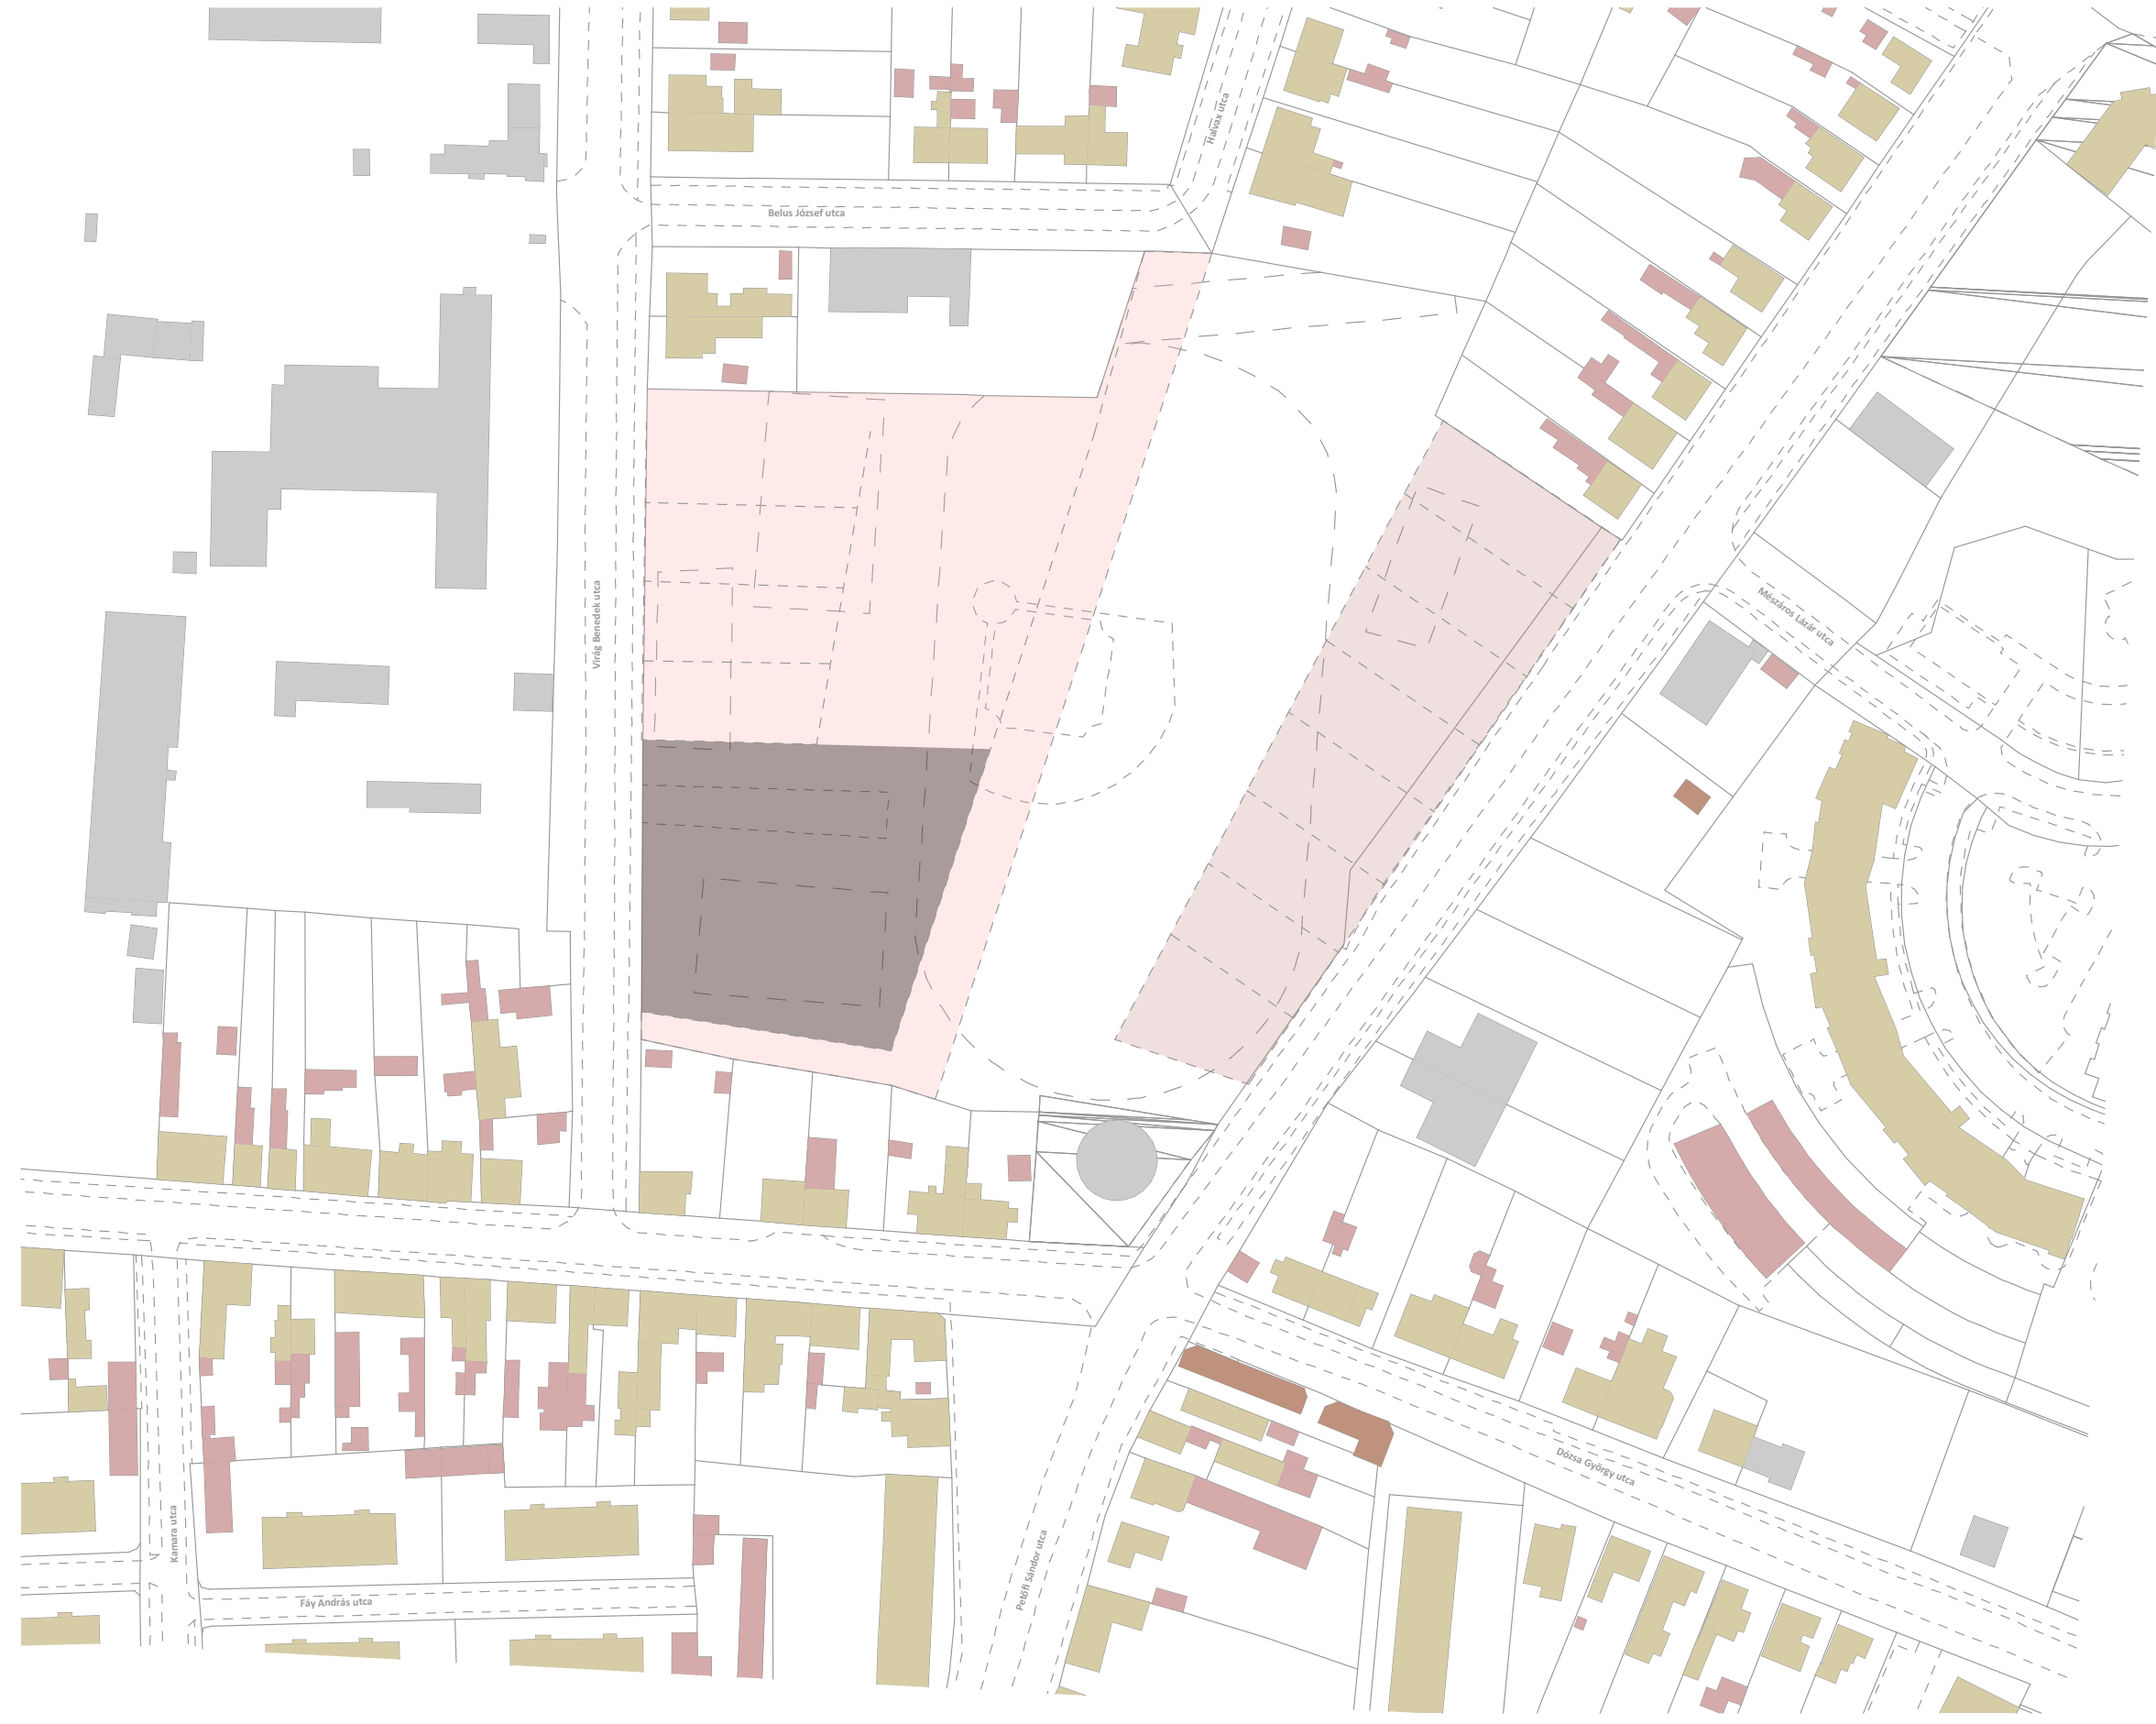 Halvax utca
Belus József utca
Virág Benedek utca
Mészáros Lázár utca
Dózsa György utca
Kamara utca
Petőfi Sándor utca
Fáy András utca